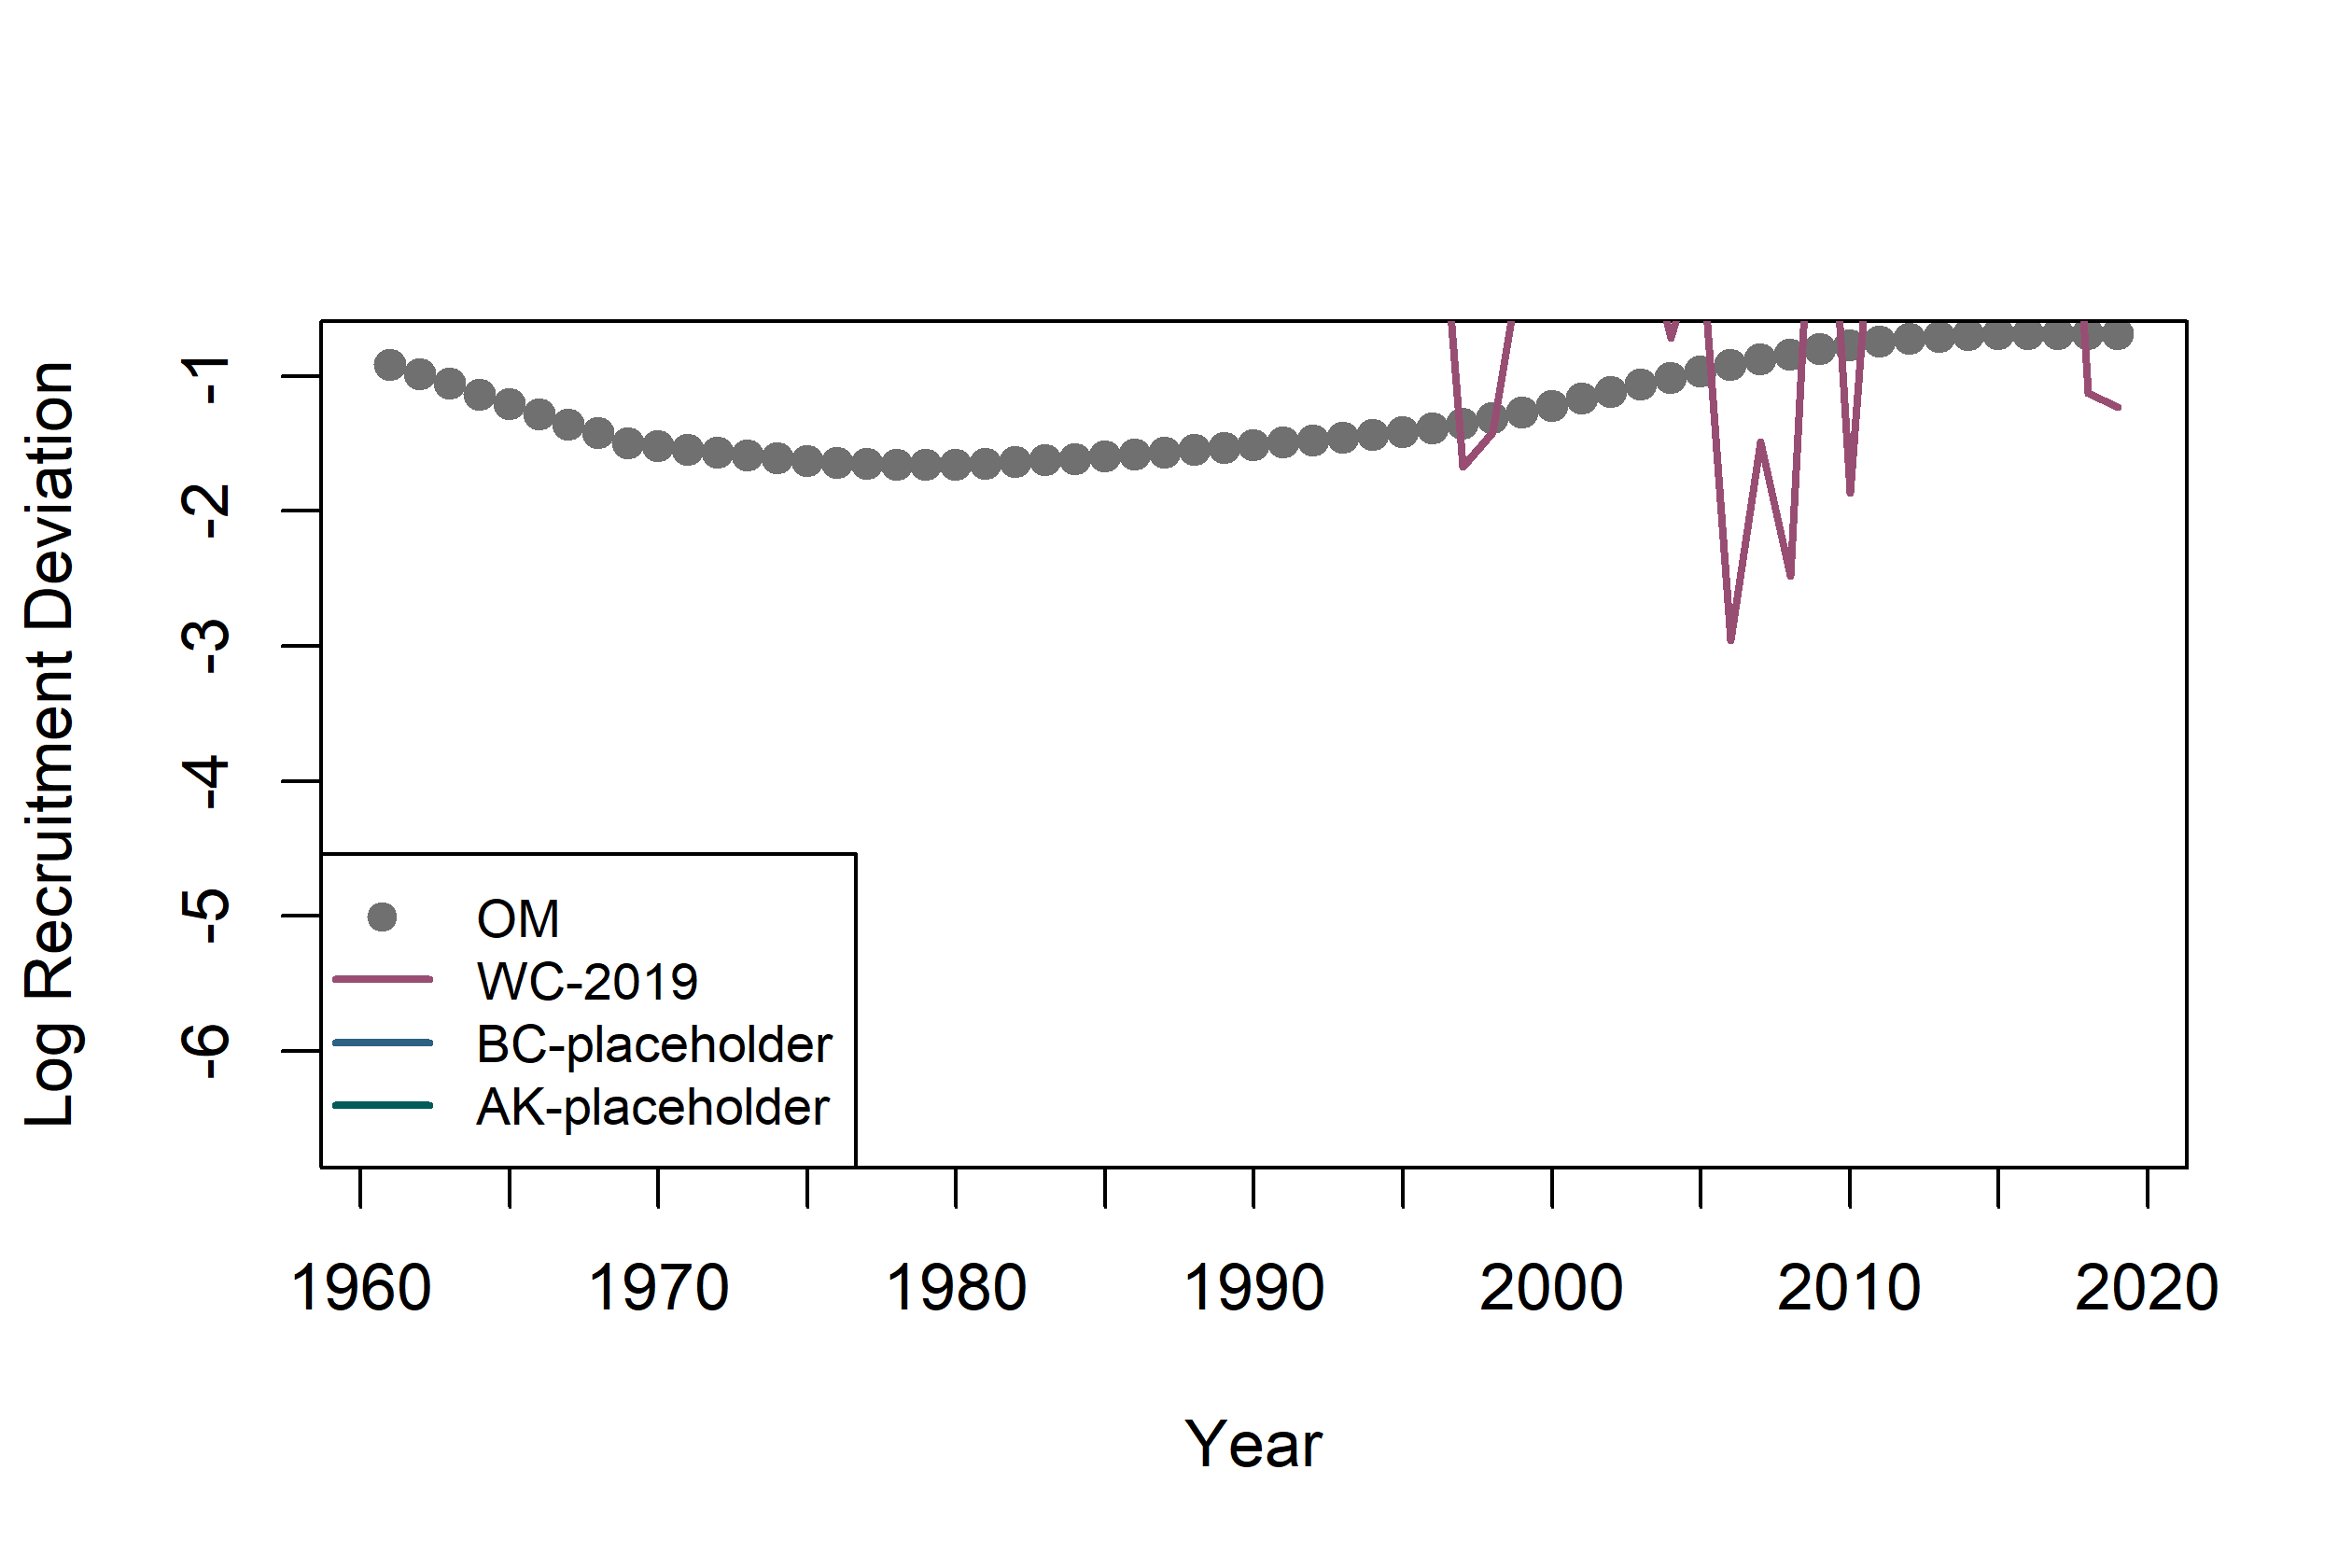 Log Recruitment Deviation
-1
-2
-3
-4
-5
-6
OM
WC-2019
BC-placeholder
AK-placeholder
1960 1970 1980 1990 2000 2010 2020
Year